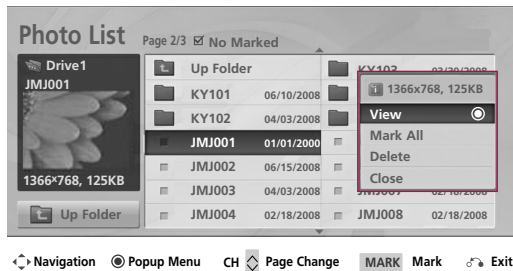 Photo List Page 2/3 No Marked
Drive1
JMJ001
1366x768, 125KB
Up Folder
Up Folder
KY101 06/10/2008
KY102 04/03/2008
JMJ001 01/01/2000
JMJ002 06/15/2008
JMJ003 04/03/2008
JMJ004 02/18/2008
KY103
JMJ008 02/18/2008
1366x768, 125KB
View
Mark All
Delete
Close
Navigation Popup Menu CH Page Change MARK Mark Exit